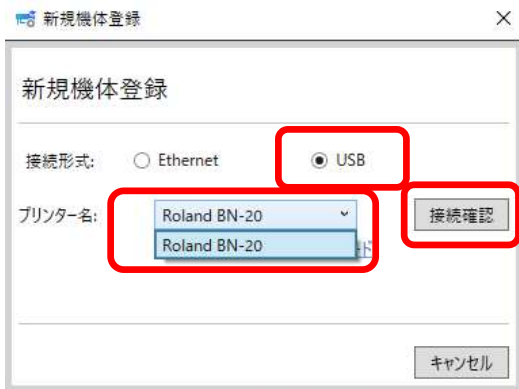 新規機体登録
新規機体登録
接続形式: Ethernet USB
プリンター名: Roland BN-20 接続確認
Roland BN-20
キャンセル